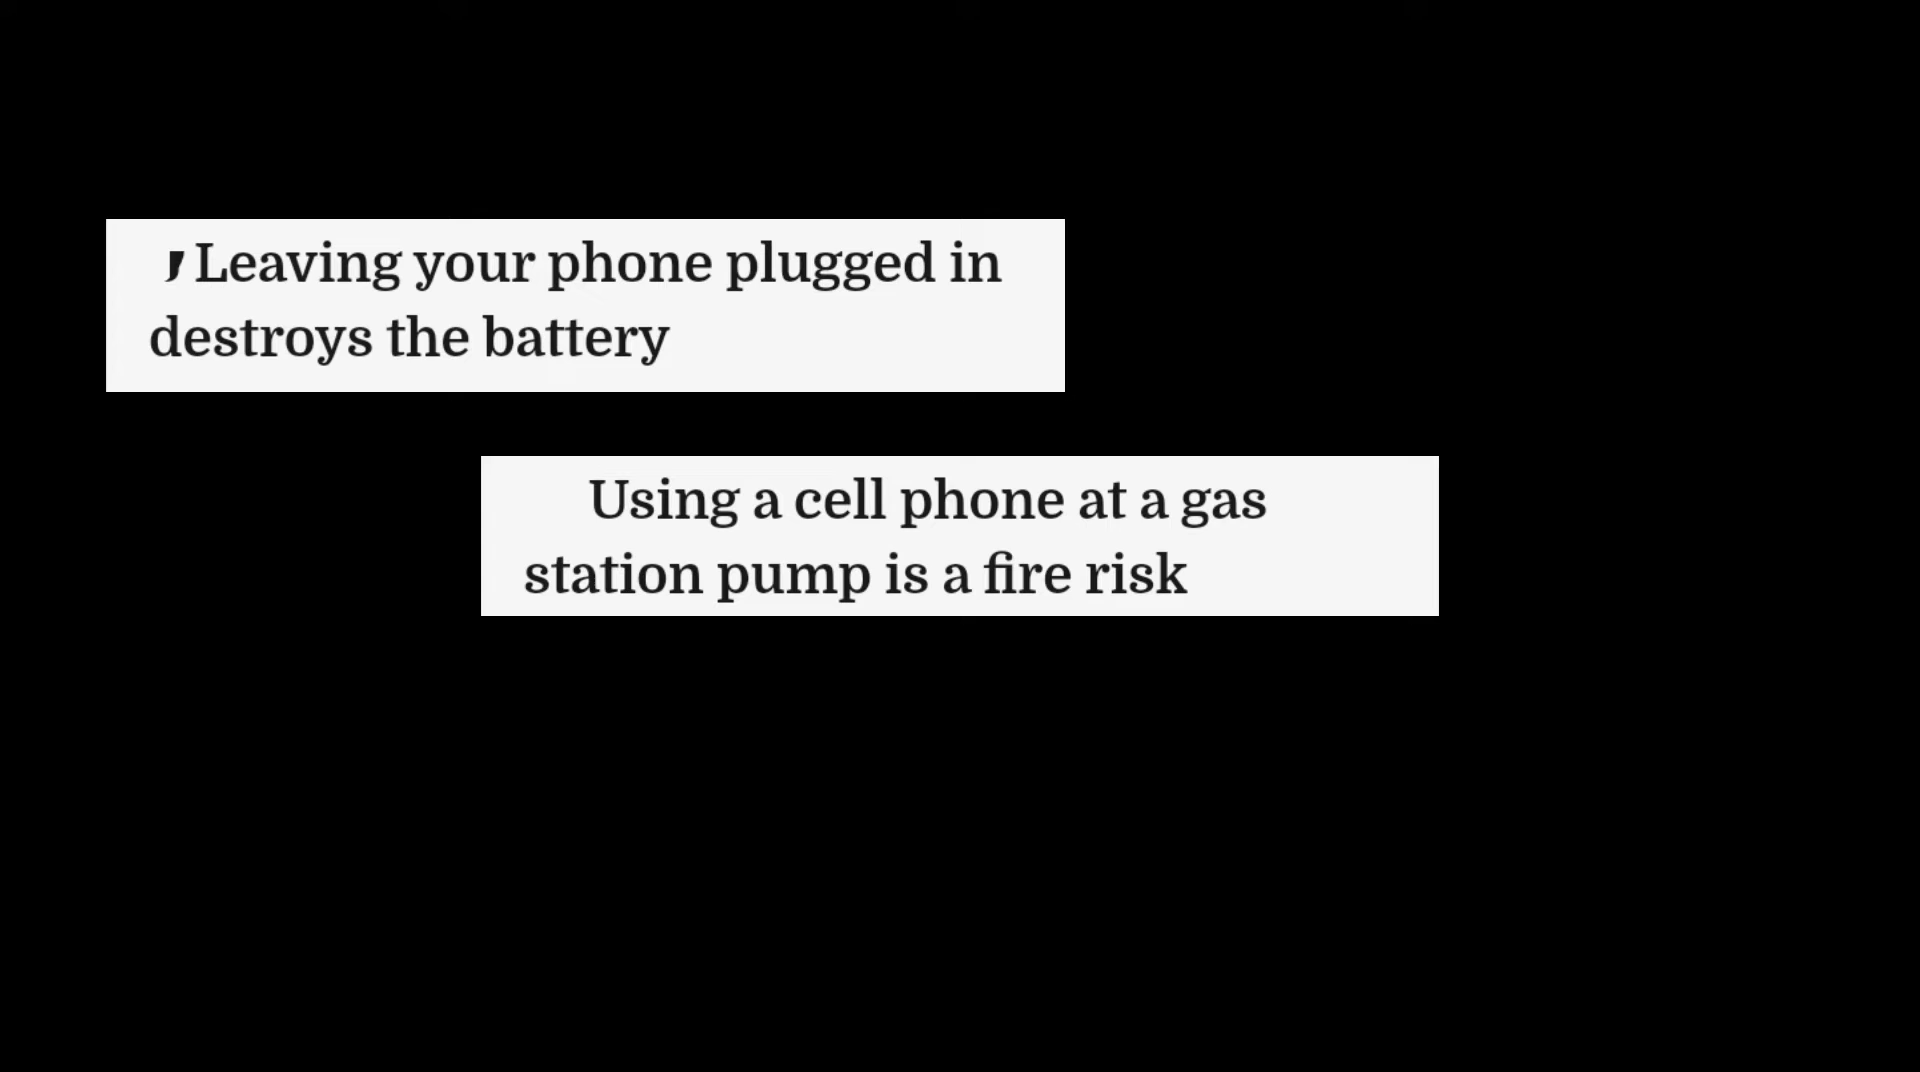 Leaving your phone plugged in
destroys the battery
Using a cell phone at a gas
station pump is a fire risk